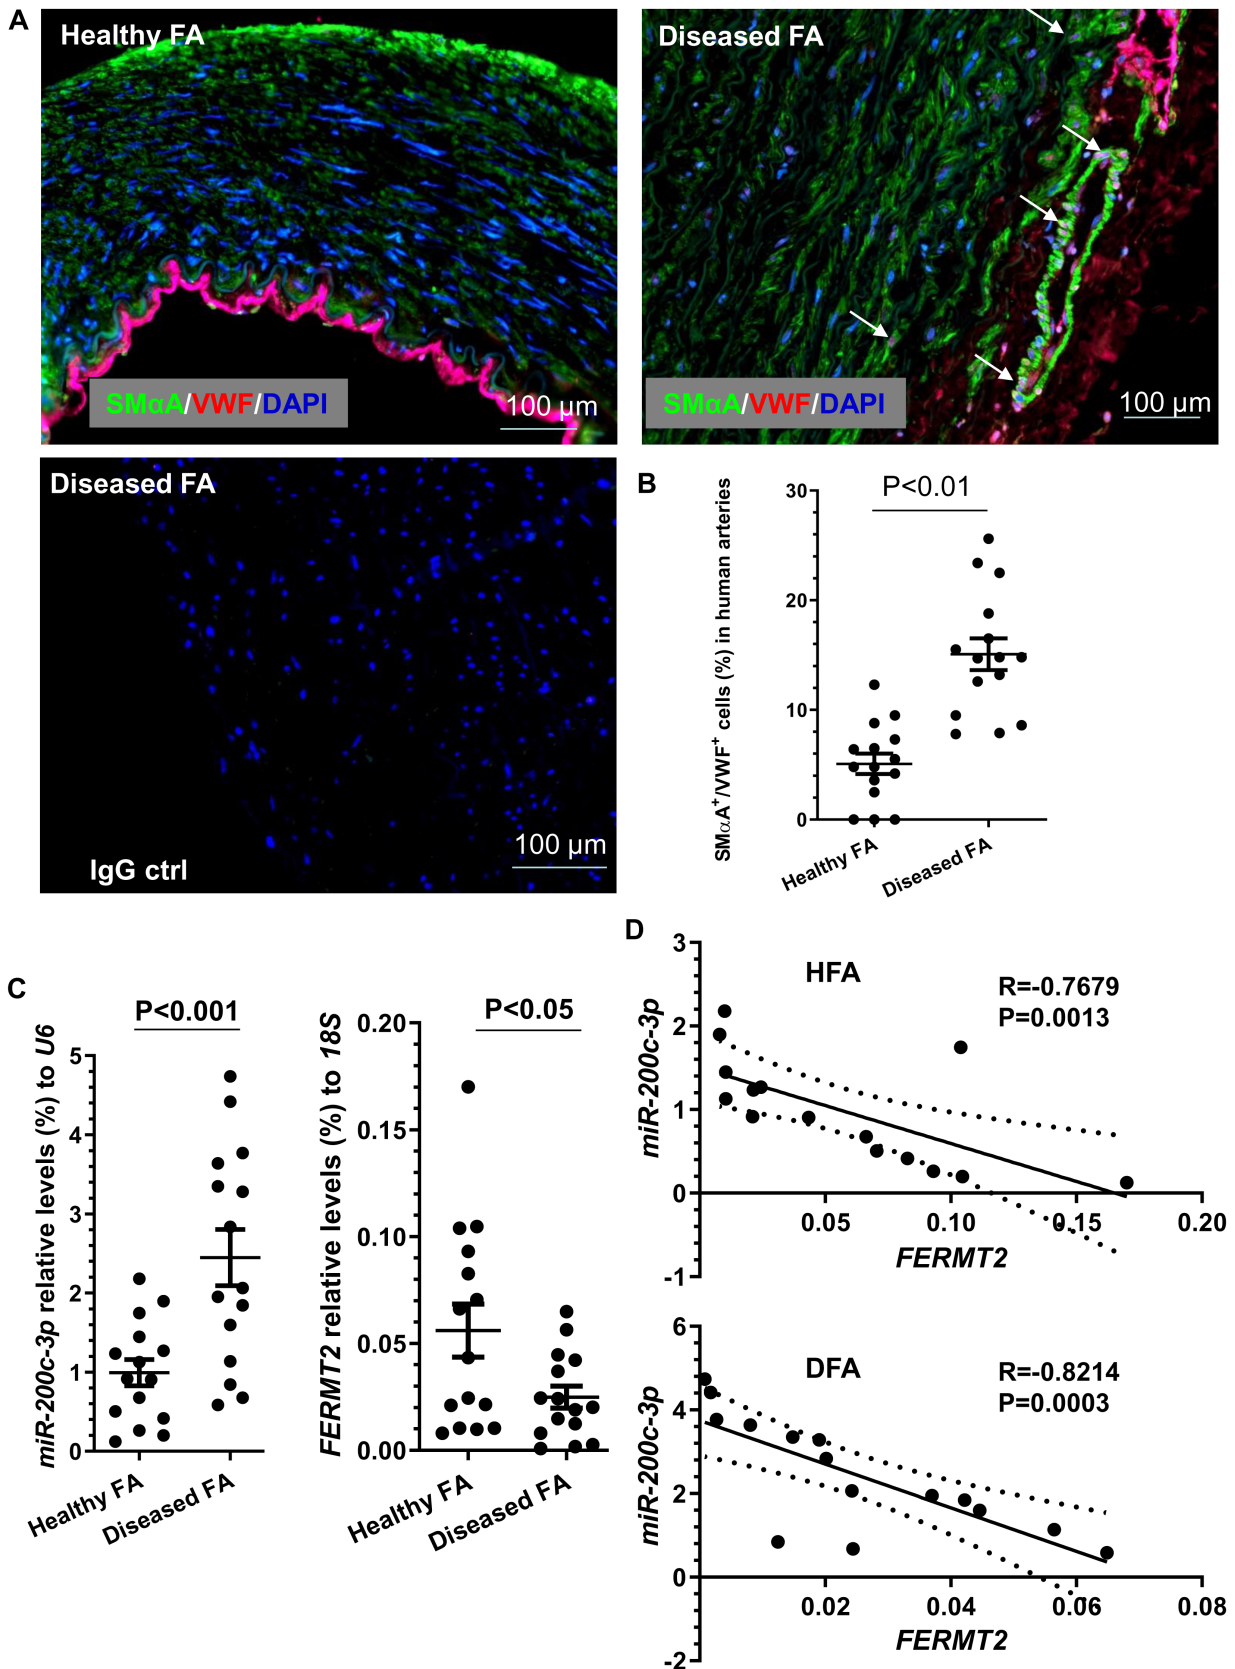 A
Healthy FA
SMαA/VWF/DAPI
100 μm
Diseased FA
SMαA/VWF/DAPI
100 μm
Diseased FA
IgG ctrl
100 μm
B
SMαA+/VWF+ cells (%) in human arteries
30
20
10
0
P<0.01
Healthy FA
Diseased FA
C
miR-200c-3p relative levels (%) to U6
5
4
3
2
1
0
P<0.001
Healthy FA
Diseased FA
FERMT2 relative levels (%) to 18S
0.20
0.15
0.10
0.05
0.00
P<0.05
Healthy FA
Diseased FA
D
HFA
R=-0.7679
P=0.0013
miR-200c-3p
3
2
1
0
-1
0.05 0.10 0.15 0.20
FERMT2
DFA
R=-0.8214
P=0.0003
miR-200c-3p
6
4
2
0
-2
0.02 0.04 0.06 0.08
FERMT2